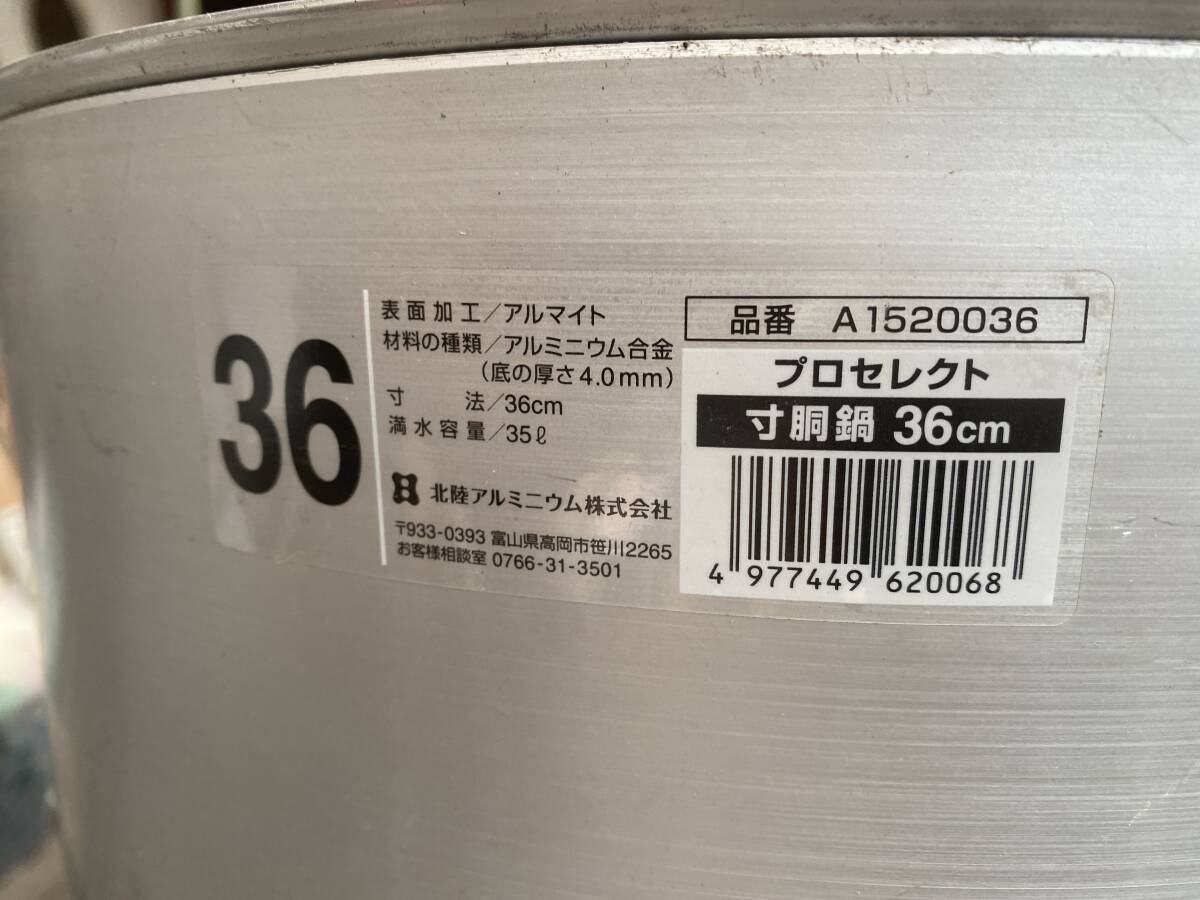 36
表面加工/アルマイト
材料の種類/アルミニウム合金
(底の厚さ4.0mm)
寸　　法/36cm
満水容量/35ℓ
北陸アルミニウム株式会社
〒933-0393 富山県高岡市笹川2265
お客様相談室 0766-31-3501
品番 A1520036
プロセレクト
寸胴鍋 36cm
4 977449 620068